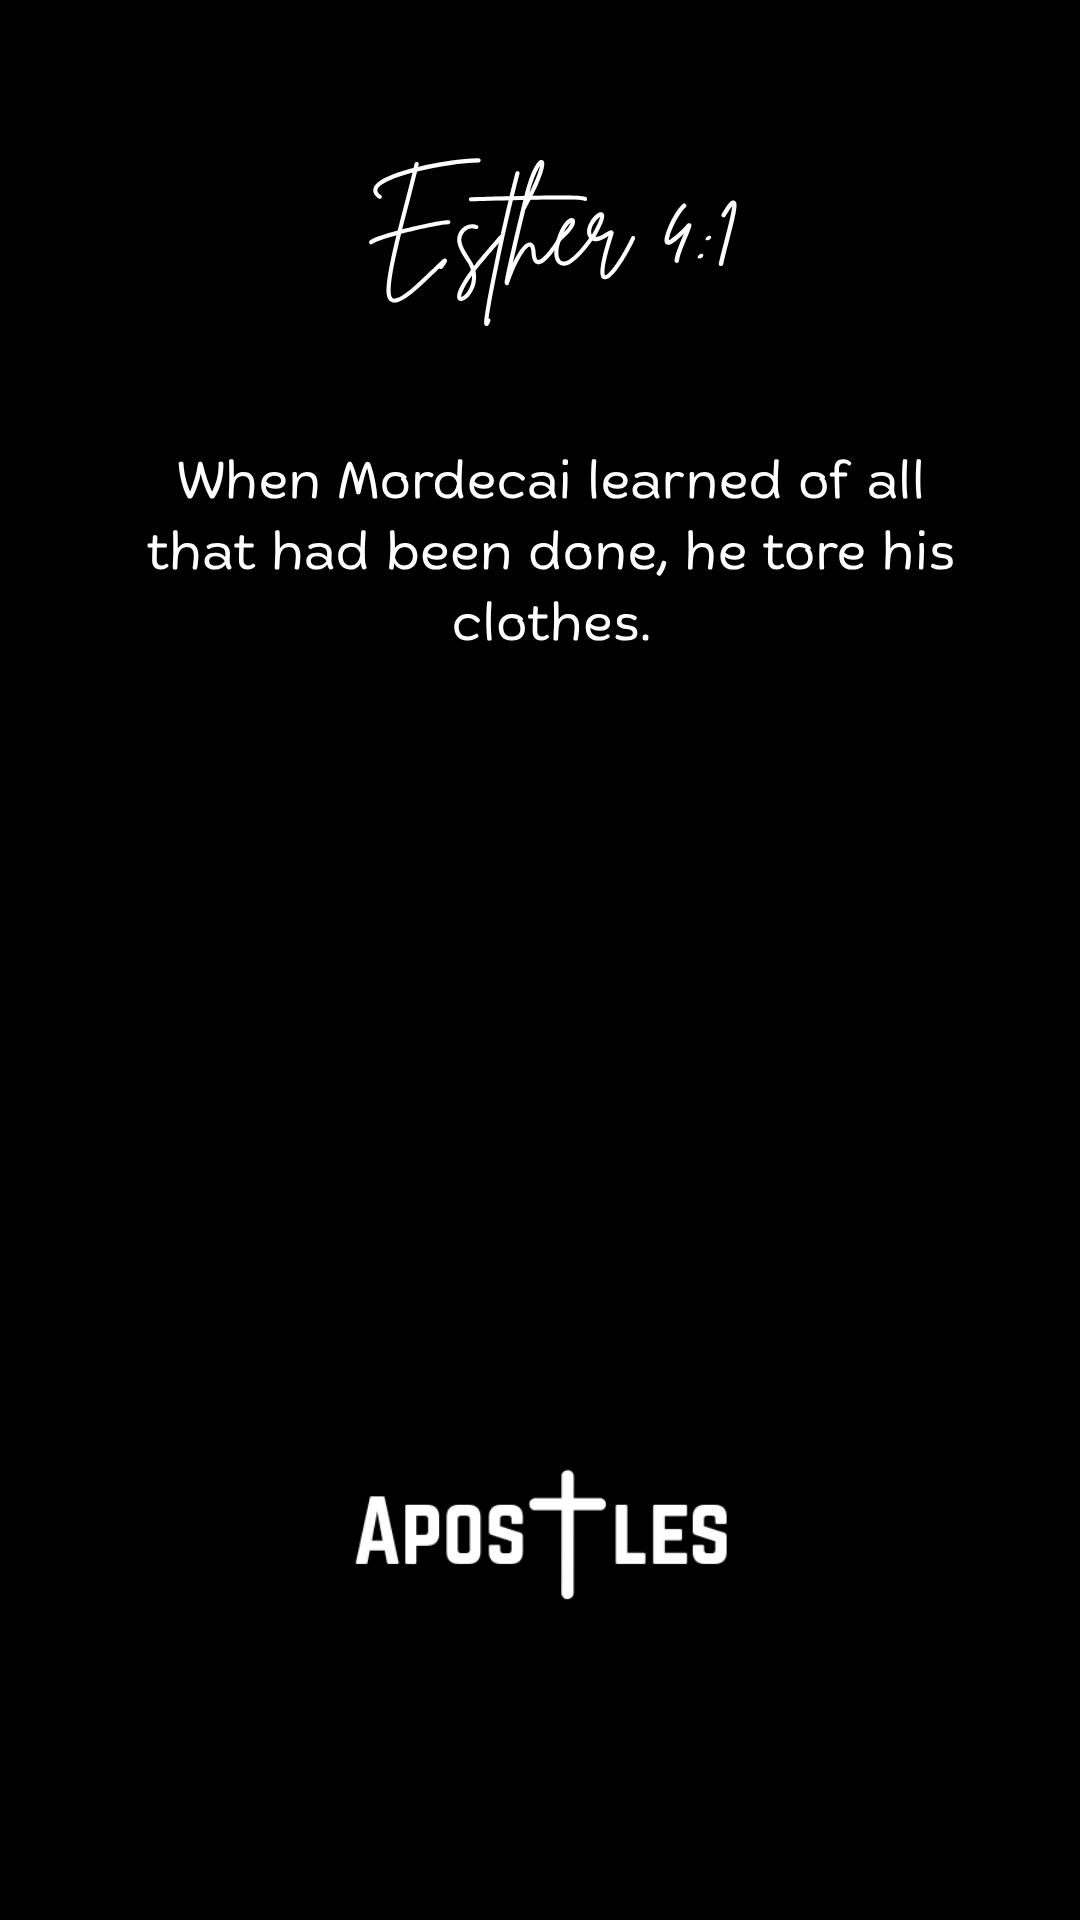 Esther 4:1
When Mordecai learned of all
that had been done, he tore his
clothes.
APOSTLES